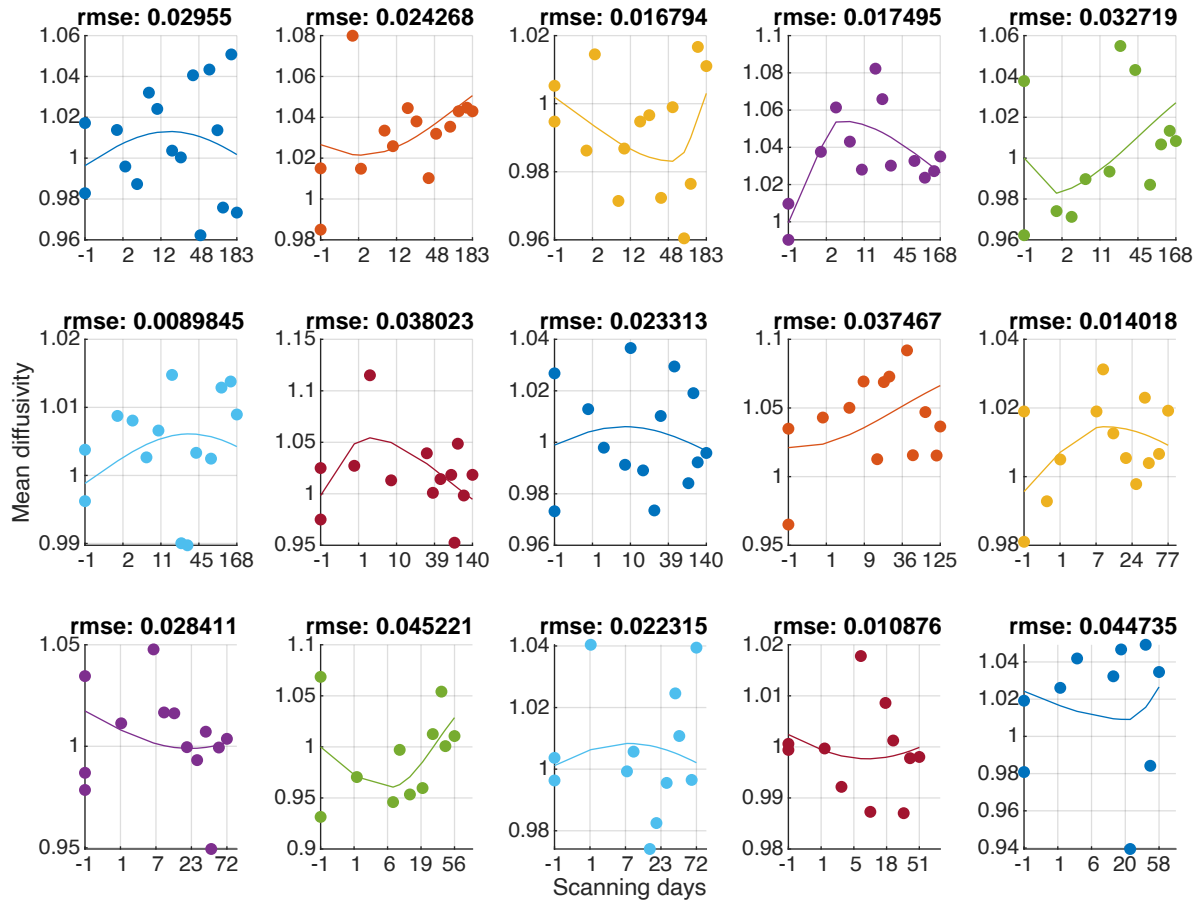 rmse: 0.02955 rmse: 0.024268 rmse: 0.016794 rmse: 0.017495 rmse: 0.032719
1.06 1.08 1.02 1.1 1.06
1.04 1.06 1 1.08 1.04
1.02 1.04 0.98 1.06 1.02
1 1.02 0.96 1.04 1
0.98 1 1.02 0.98
0.96 0.98 1 0.96
-1 2 12 48 183 -1 2 12 48 183 -1 2 12 48 183 -1 2 11 45 168 -1 2 11 45 168
rmse: 0.0089845 rmse: 0.038023 rmse: 0.023313 rmse: 0.037467 rmse: 0.014018
Mean diffusivity
1.02 1.15 1.04 1.1 1.04
1.01 1.1 1.02 1.05 1.02
1 1.05 1 1 1
0.99 1 0.98 0.95 0.98
0.95 0.96
-1 2 11 45 168 -1 1 10 39 140 -1 1 10 39 140 -1 1 9 36 125 -1 1 7 24 77
rmse: 0.028411 rmse: 0.045221 rmse: 0.022315 rmse: 0.010876 rmse: 0.044735
1.05 1.1 1.04 1.02 1.04
1 1.05 1.02 1.01 1.02
0.95 1 1 1 1
0.95 0.98 0.99 0.98
0.9 0.98 0.96
0.94
-1 1 7 23 72 -1 1 6 19 56 -1 1 7 23 72 -1 1 5 18 51 -1 1 6 20 58
Scanning days